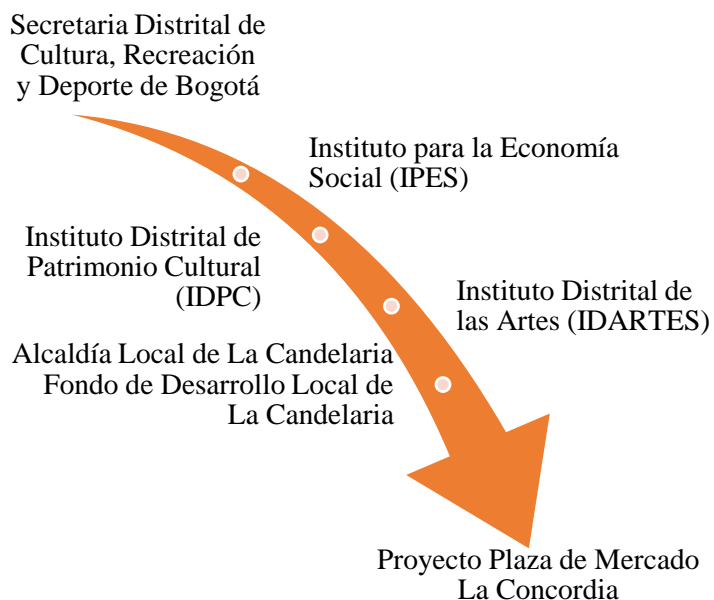 Secretaria Distrital de
Cultura, Recreación
y Deporte de Bogotá
Instituto para la Economía
Social (IPES)
Instituto Distrital de
Patrimonio Cultural
(IDPC)
Instituto Distrital de
las Artes (IDARTES)
Alcaldía Local de La Candelaria
Fondo de Desarrollo Local de
La Candelaria
Proyecto Plaza de Mercado
La Concordia